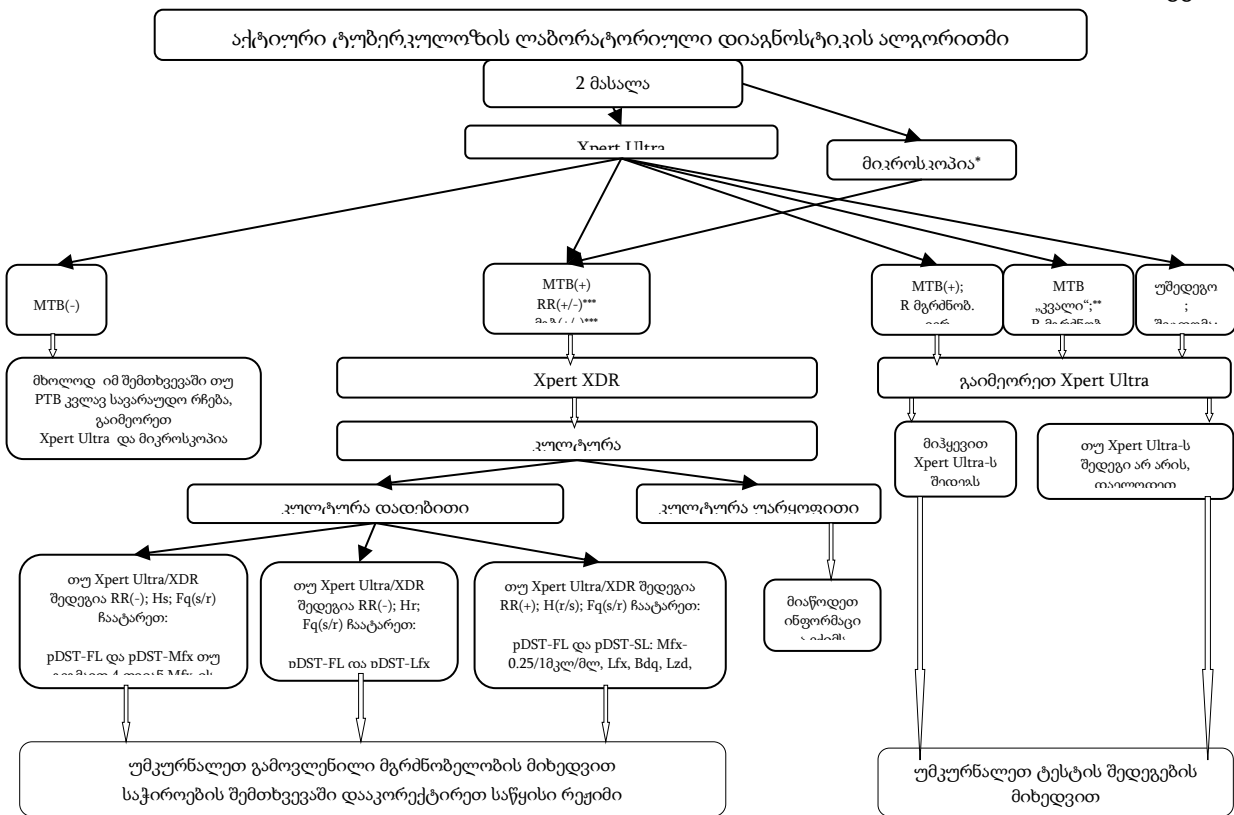 აქტიური ტუბერკულოზის ლაბორატორიული დიაგნოსტიკის ალგორითმი
2 მასალა
Xpert Ultra
მიკროსკოპია*
MTB(-)
MTB(+)
RR(+/-)***
MTB(+);
R მგრძნობ.
MTB
„კვალი“;**
R მგრძნობ.
უშედეგო
;
მხოლოდ იმ შემთხვევაში თუ
PTB კვლავ სავარაუდო რჩება,
გაიმეორეთ
Xpert Ultra და მიკროსკოპია
Xpert XDR
გაიმეორეთ Xpert Ultra
კულტურა
მიჰყევით
Xpert Ultra-ს
შედეგს
თუ Xpert Ultra-ს
შედეგი არ არის,
დაელოდეთ
კულტურა დადებითი
კულტურა უარყოფითი
თუ Xpert Ultra/XDR
შედეგია RR(-); Hs; Fq(s/r)
ჩაატარეთ:
pDST-FL და pDST-Mfx თუ
თუ Xpert Ultra/XDR
შედეგია RR(-); Hr;
Fq(s/r) ჩაატარეთ:
pDST-FL და pDST-Lfx
თუ Xpert Ultra/XDR შედეგია
RR(+); H(r/s); Fq(s/r) ჩაატარეთ:
pDST-FL და pDST-SL: Mfx-
0.25/1მკლ/მლ, Lfx, Bdq, Lzd,
მიაწოდეთ
ინფორმაცი
ა ექიმს
უმკურნალეთ გამოვლენილი მგრძნობელობის მიხედვით
საჭიროების შემთხვევაში დააკორექტირეთ საწყისი რეჟიმი
უმკურნალეთ ტესტის შედეგების
მიხედვით